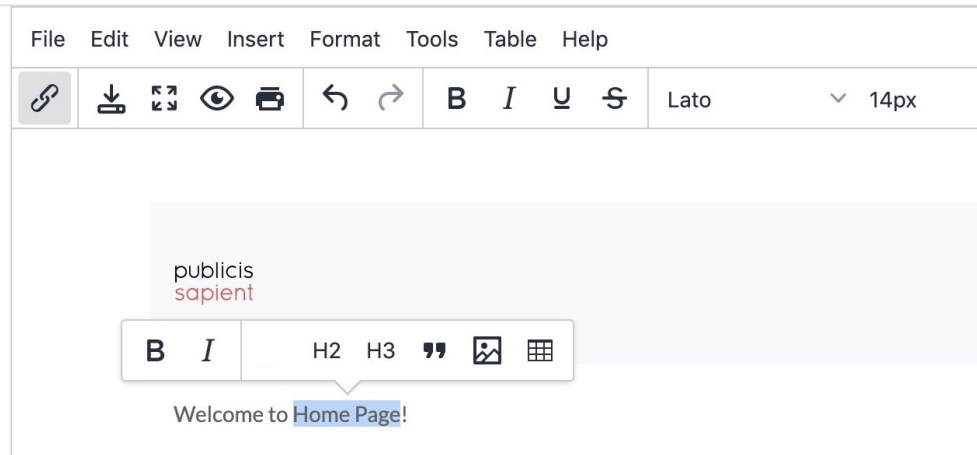 File Edit View Insert Format Tools Table Help
B I U S Lato 14px
publicis
sapient
B I H2 H3
Welcome to Home Page!